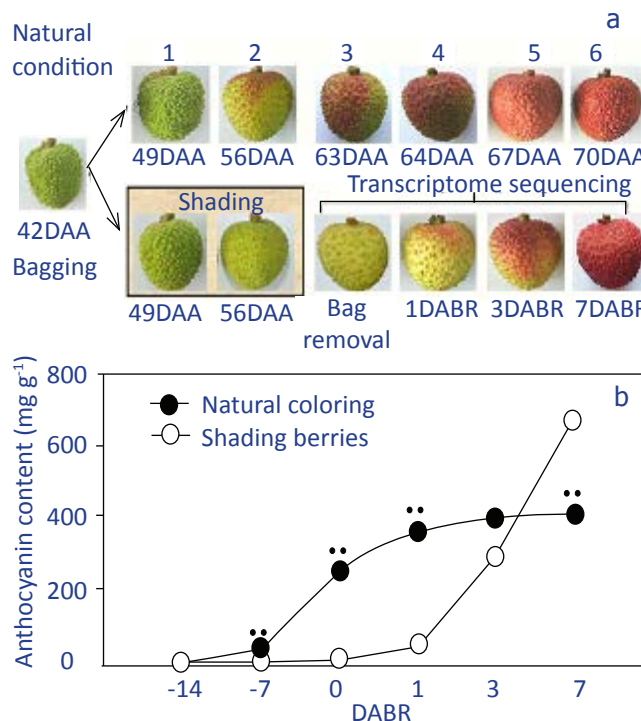 a
Natural condition
1 2 3 4 5 6
49DAA 56DAA 63DAA 64DAA 67DAA 70DAA
42DAA
Bagging
Shading
Transcriptome sequencing
49DAA 56DAA Bag removal 1DABR 3DABR 7DABR
b
Natural coloring
Shading berries
Anthocyanin content (mg g⁻¹)
800
600
400
200
0
-14 -7 0 1 3 7
DABR